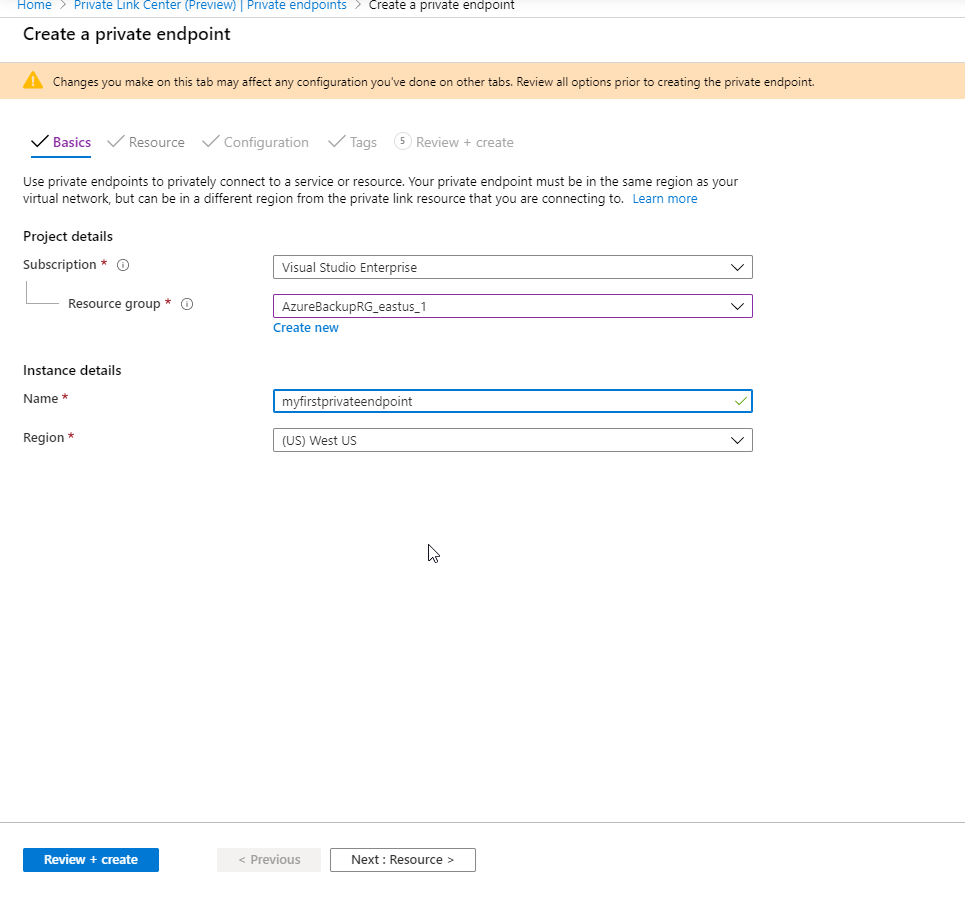 Home > Private Link Center (Preview) | Private endpoints > Create a private endpoint
Create a private endpoint
Changes you make on this tab may affect any configuration you've done on other tabs. Review all options prior to creating the private endpoint.
Basics Resource Configuration Tags 5 Review + create
Use private endpoints to privately connect to a service or resource. Your private endpoint must be in the same region as your
virtual network, but can be in a different region from the private link resource that you are connecting to. Learn more
Project details
Subscription * Visual Studio Enterprise
Resource group * AzureBackupRG_eastus_1
Create new
Instance details
Name * myfirstprivateendpoint
Region * (US) West US
Review + create < Previous Next : Resource >